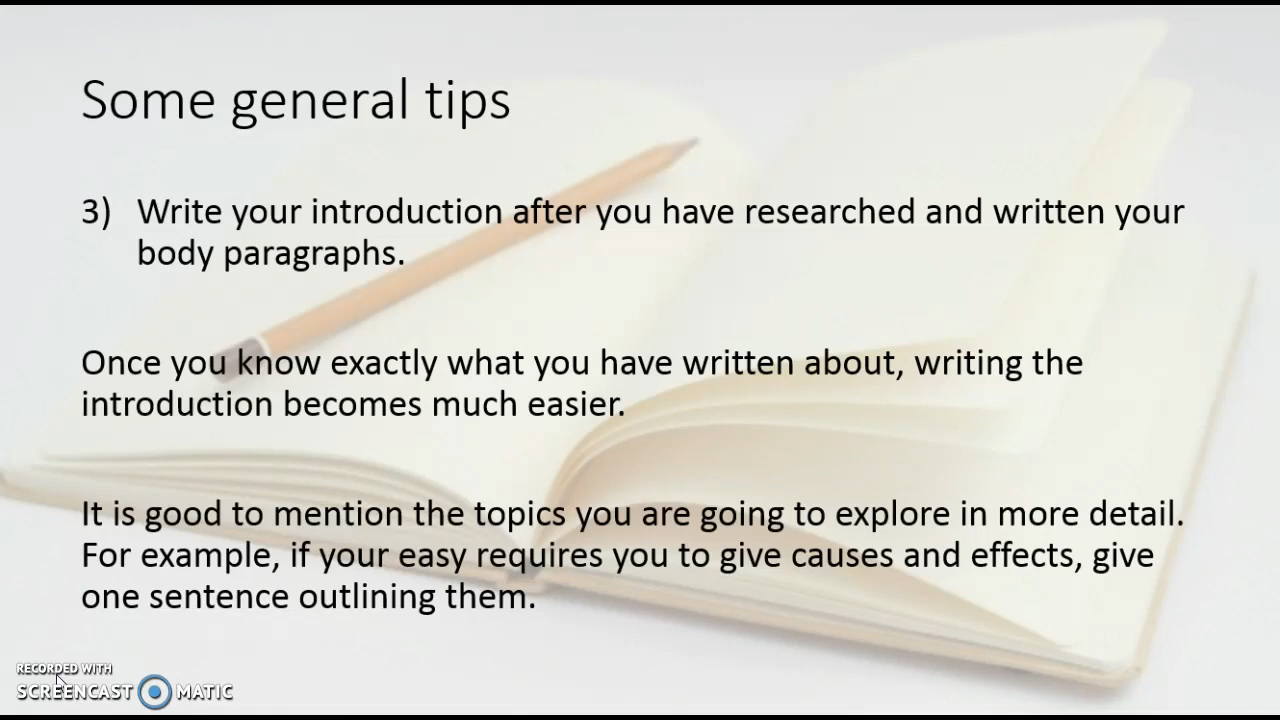 Some general tips
3) Write your introduction after you have researched and written your
body paragraphs.
Once you know exactly what you have written about, writing the
introduction becomes much easier.
It is good to mention the topics you are going to explore in more detail.
For example, if your easy requires you to give causes and effects, give
one sentence outlining them.
RECORDED WITH
SCREENCAST MATIC